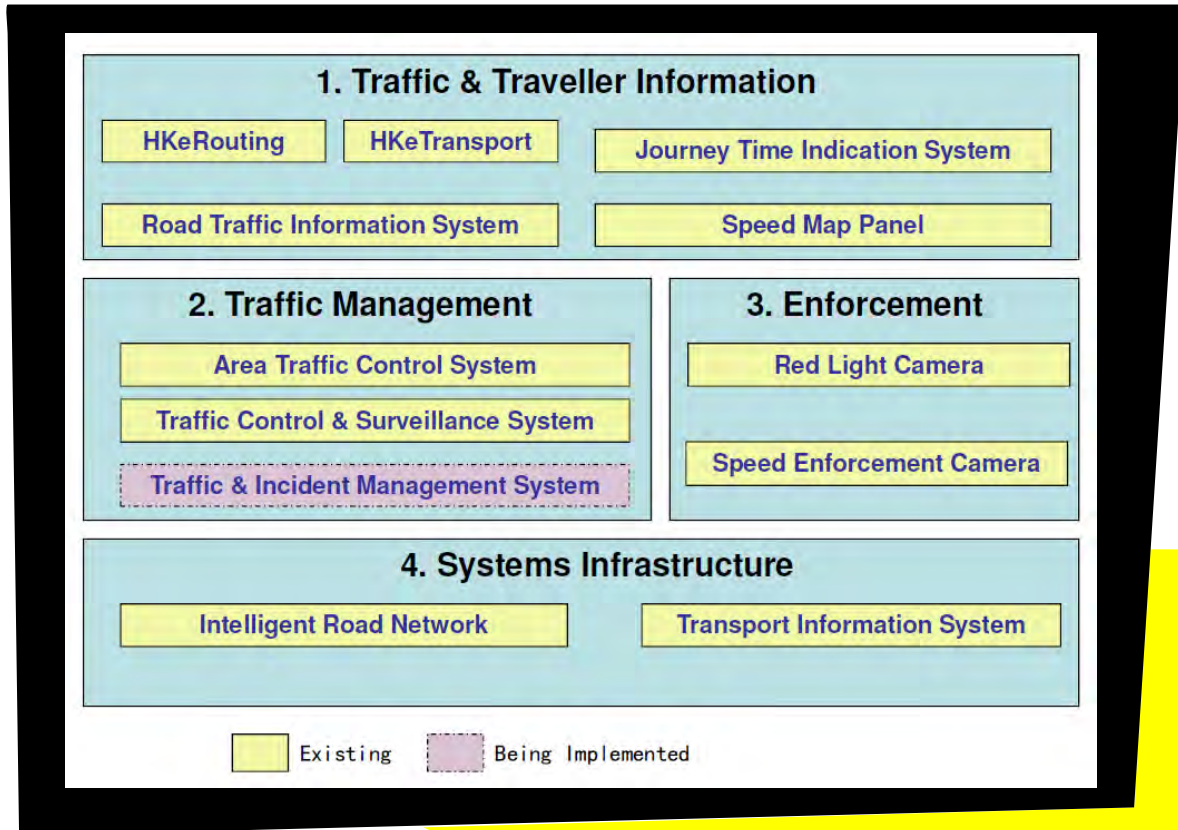 1. Traffic & Traveller Information
HKeRouting
HKeTransport
Journey Time Indication System
Road Traffic Information System
Speed Map Panel
2. Traffic Management
Area Traffic Control System
Traffic Control & Surveillance System
Traffic & Incident Management System
3. Enforcement
Red Light Camera
Speed Enforcement Camera
4. Systems Infrastructure
Intelligent Road Network
Transport Information System
Existing
Being Implemented